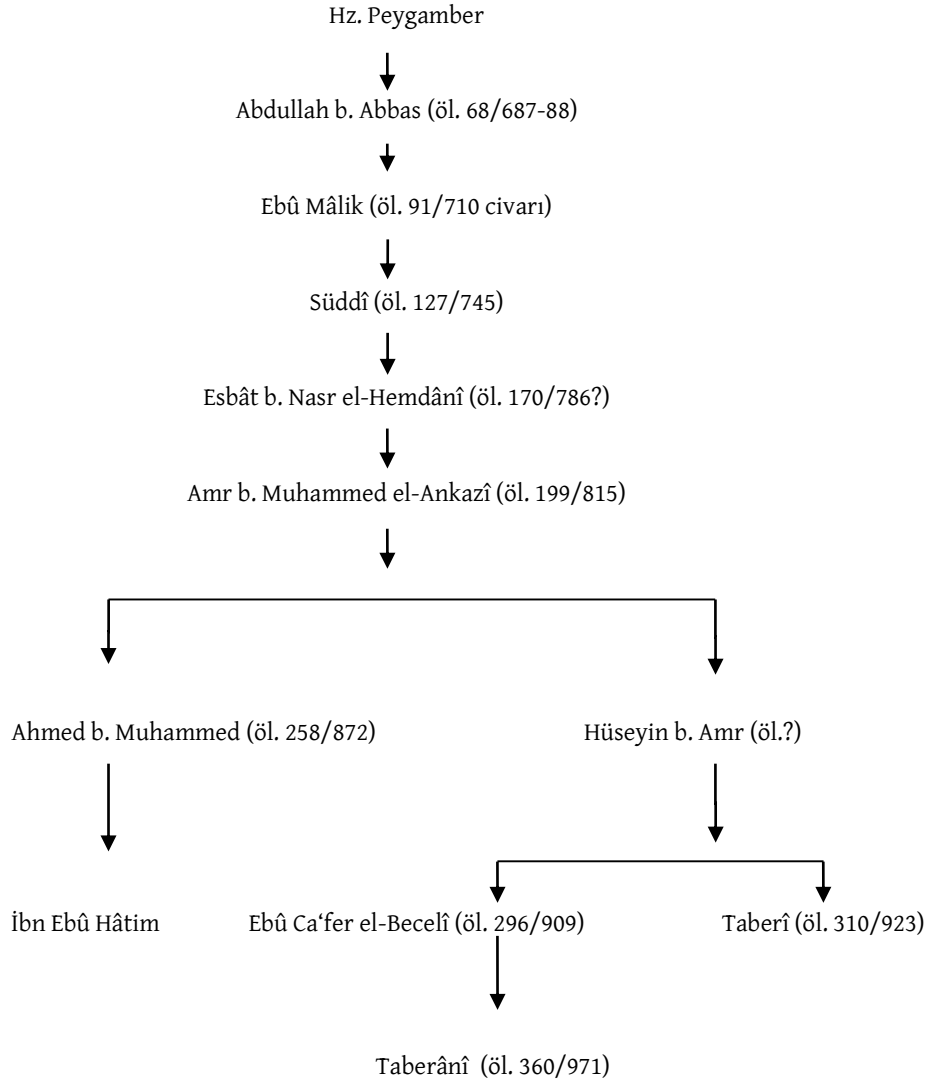 Hz. Peygamber
Abdullah b. Abbas (öl. 68/687-88)
Ebû Mâlik (öl. 91/710 civarı)
Süddî (öl. 127/745)
Esbât b. Nasr el-Hemdânî (öl. 170/786?)
Amr b. Muhammed el-Ankazî (öl. 199/815)
Ahmed b. Muhammed (öl. 258/872)
Hüseyin b. Amr (öl.?)
İbn Ebû Hâtim
Ebû Ca‘fer el-Becelî (öl. 296/909)
Taberî (öl. 310/923)
Taberânî (öl. 360/971)